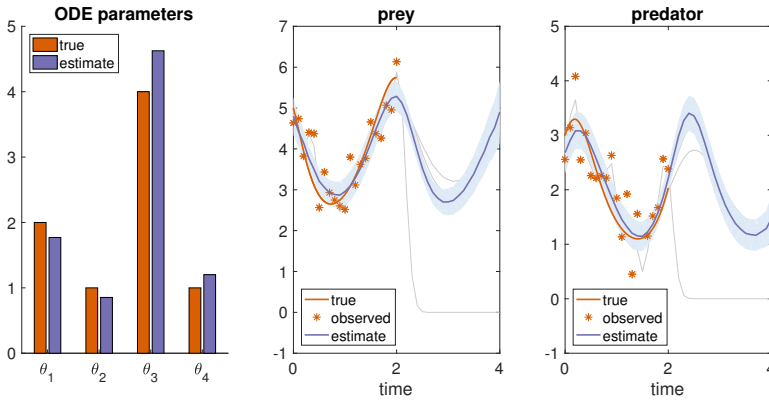 ODE parameters
5
4
3
2
1
0
true
estimate
θ1
θ2
θ3
θ4
prey
7
6
5
4
3
2
1
0
-1
true
observed
estimate
0
2
4
time
predator
5
4
3
2
1
0
-1
true
observed
estimate
0
2
4
time